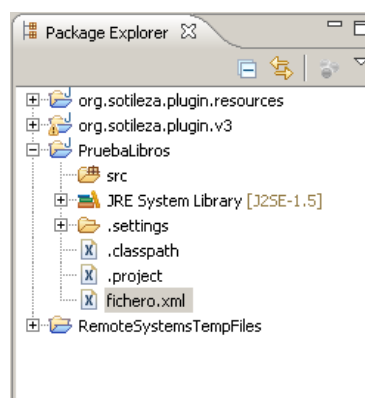 Package Explorer
org.sotileza.plugin.resources
org.sotileza.plugin.v3
PruebaLibros
src
JRE System Library [J2SE-1.5]
.settings
X .classpath
X .project
X fichero.xml
RemoteSystemsTempFiles